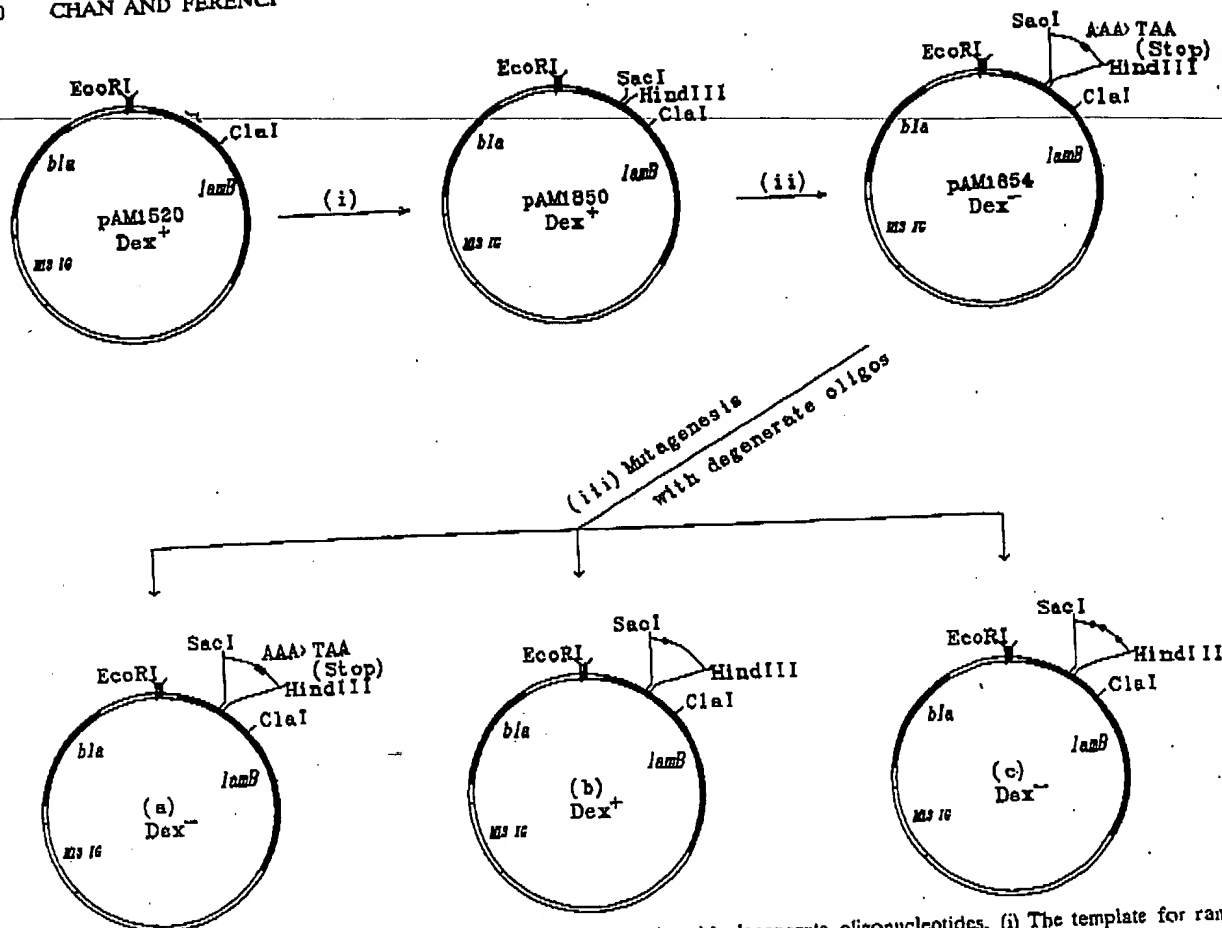 CHAN AND FERENCI
EcoRI
ClaI
bla
lamB
pAM1520
Dex+
M13 IG
(i)
EcoRI
SacI
HindIII
ClaI
bla
lamB
pAM1850
Dex+
M13 IG
(ii)
SacI
AAA> TAA
(Stop)
EcoRI
HindIII
ClaI
bla
lamB
pAM1854
Dex-
M13 IG
(iii) Mutagenesis
with degenerate oligos
SacI
AAA> TAA
(Stop)
EcoRI
HindIII
ClaI
bla
lamB
(a)
Dex-
M13 IG
SacI
EcoRI
HindIII
ClaI
bla
lamB
(b)
Dex+
M13 IG
SacI
EcoRI
HindIII
ClaI
bla
lamB
(c)
Dex-
M13 IG
degenerate oligonucleotides. (i) The template for ran